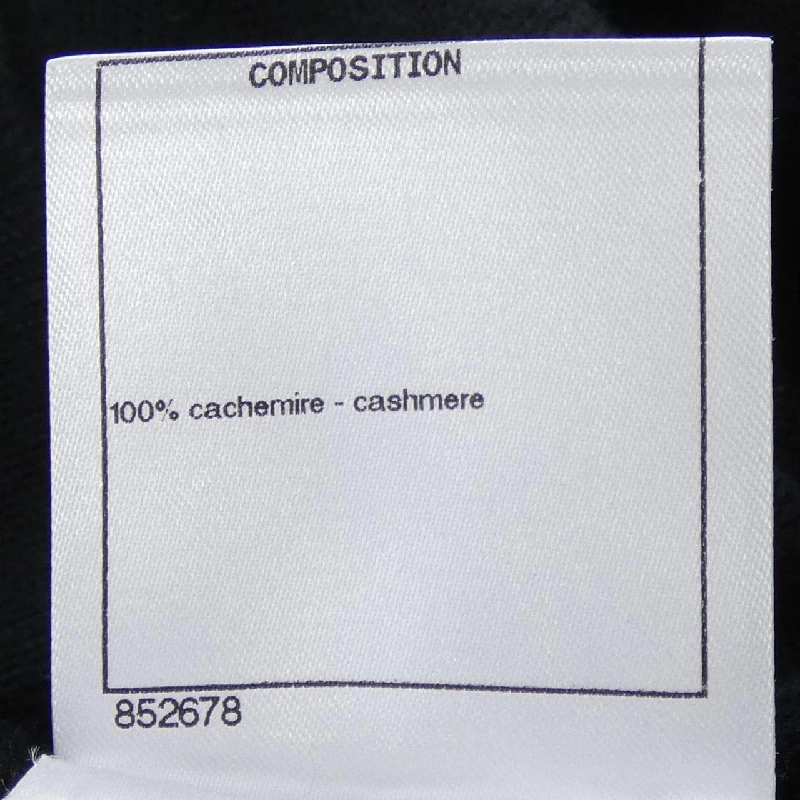 COMPOSITION
100% cachemire - cashmere
852678